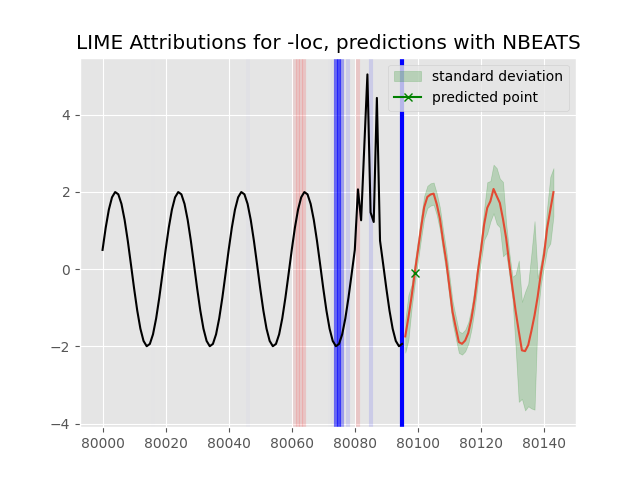 LIME Attributions for -loc, predictions with NBEATS
standard deviation
predicted point
4
2
0
−2
−4
80000 80020 80040 80060 80080 80100 80120 80140